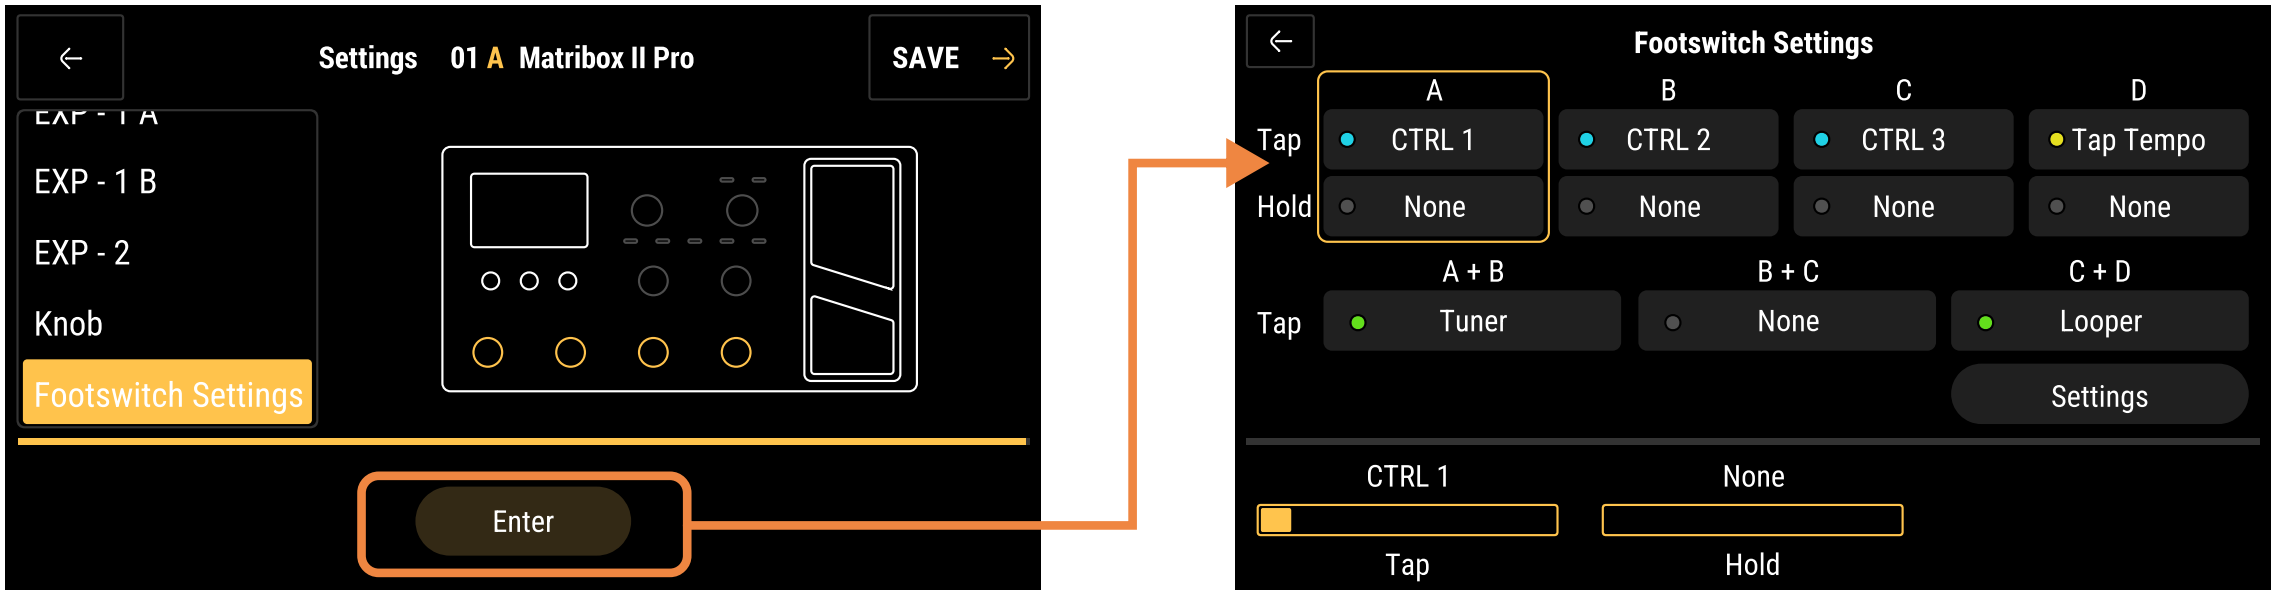 Settings 01 A Matribox II Pro
SAVE
EXP - 1 A
EXP - 1 B
EXP - 2
Knob
Footswitch Settings
Enter
Footswitch Settings
A B C D
Tap CTRL 1 CTRL 2 CTRL 3 Tap Tempo
Hold None None None None
A + B B + C C + D
Tap Tuner None Looper
Settings
CTRL 1 None
Tap Hold